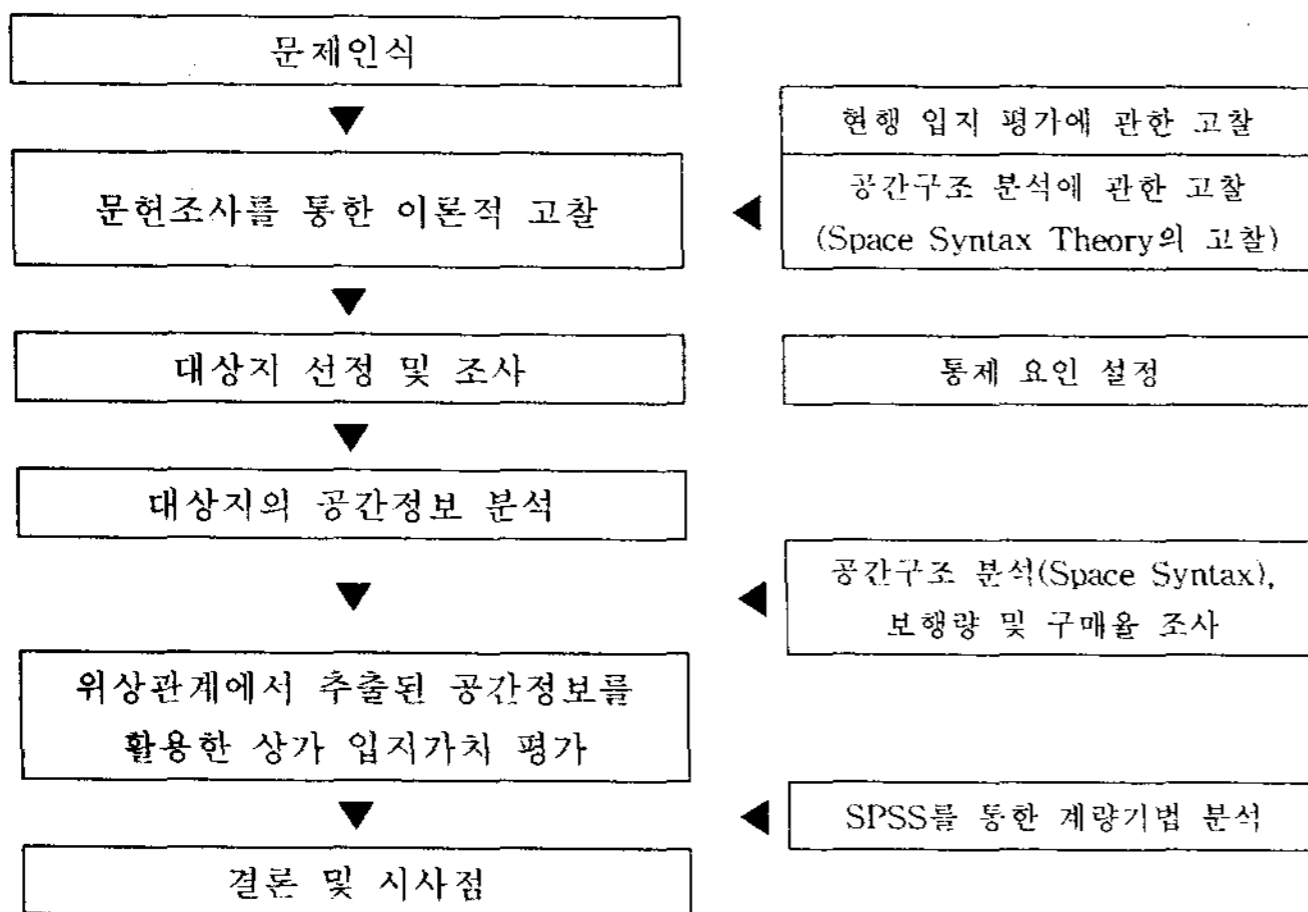 문제인식
현행 입지 평가에 관한 고찰
문헌조사를 통한 이론적 고찰
공간구조 분석에 관한 고찰
(Space Syntax Theory의 고찰)
대상지 선정 및 조사
통제 요인 설정
대상지의 공간정보 분석
공간구조 분석(Space Syntax),
보행량 및 구매율 조사
위상관계에서 추출된 공간정보를
활용한 상가 입지가치 평가
SPSS를 통한 계량기법 분석
결론 및 시사점